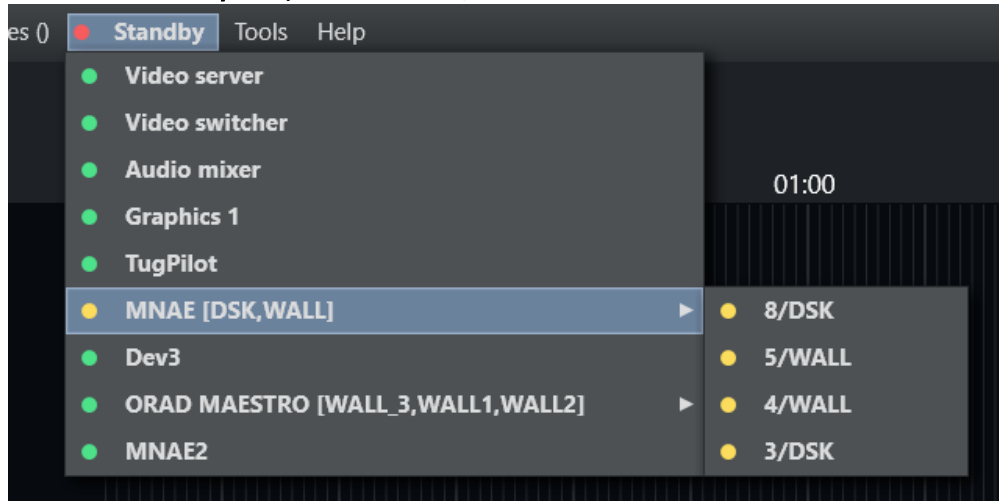 es () Standby Tools Help
Video server
Video switcher
Audio mixer
01:00
Graphics 1
TugPilot
MNAE [DSK,WALL]
8/DSK
Dev3
5/WALL
ORAD MAESTRO [WALL_3,WALL1,WALL2]
4/WALL
MNAE2
3/DSK